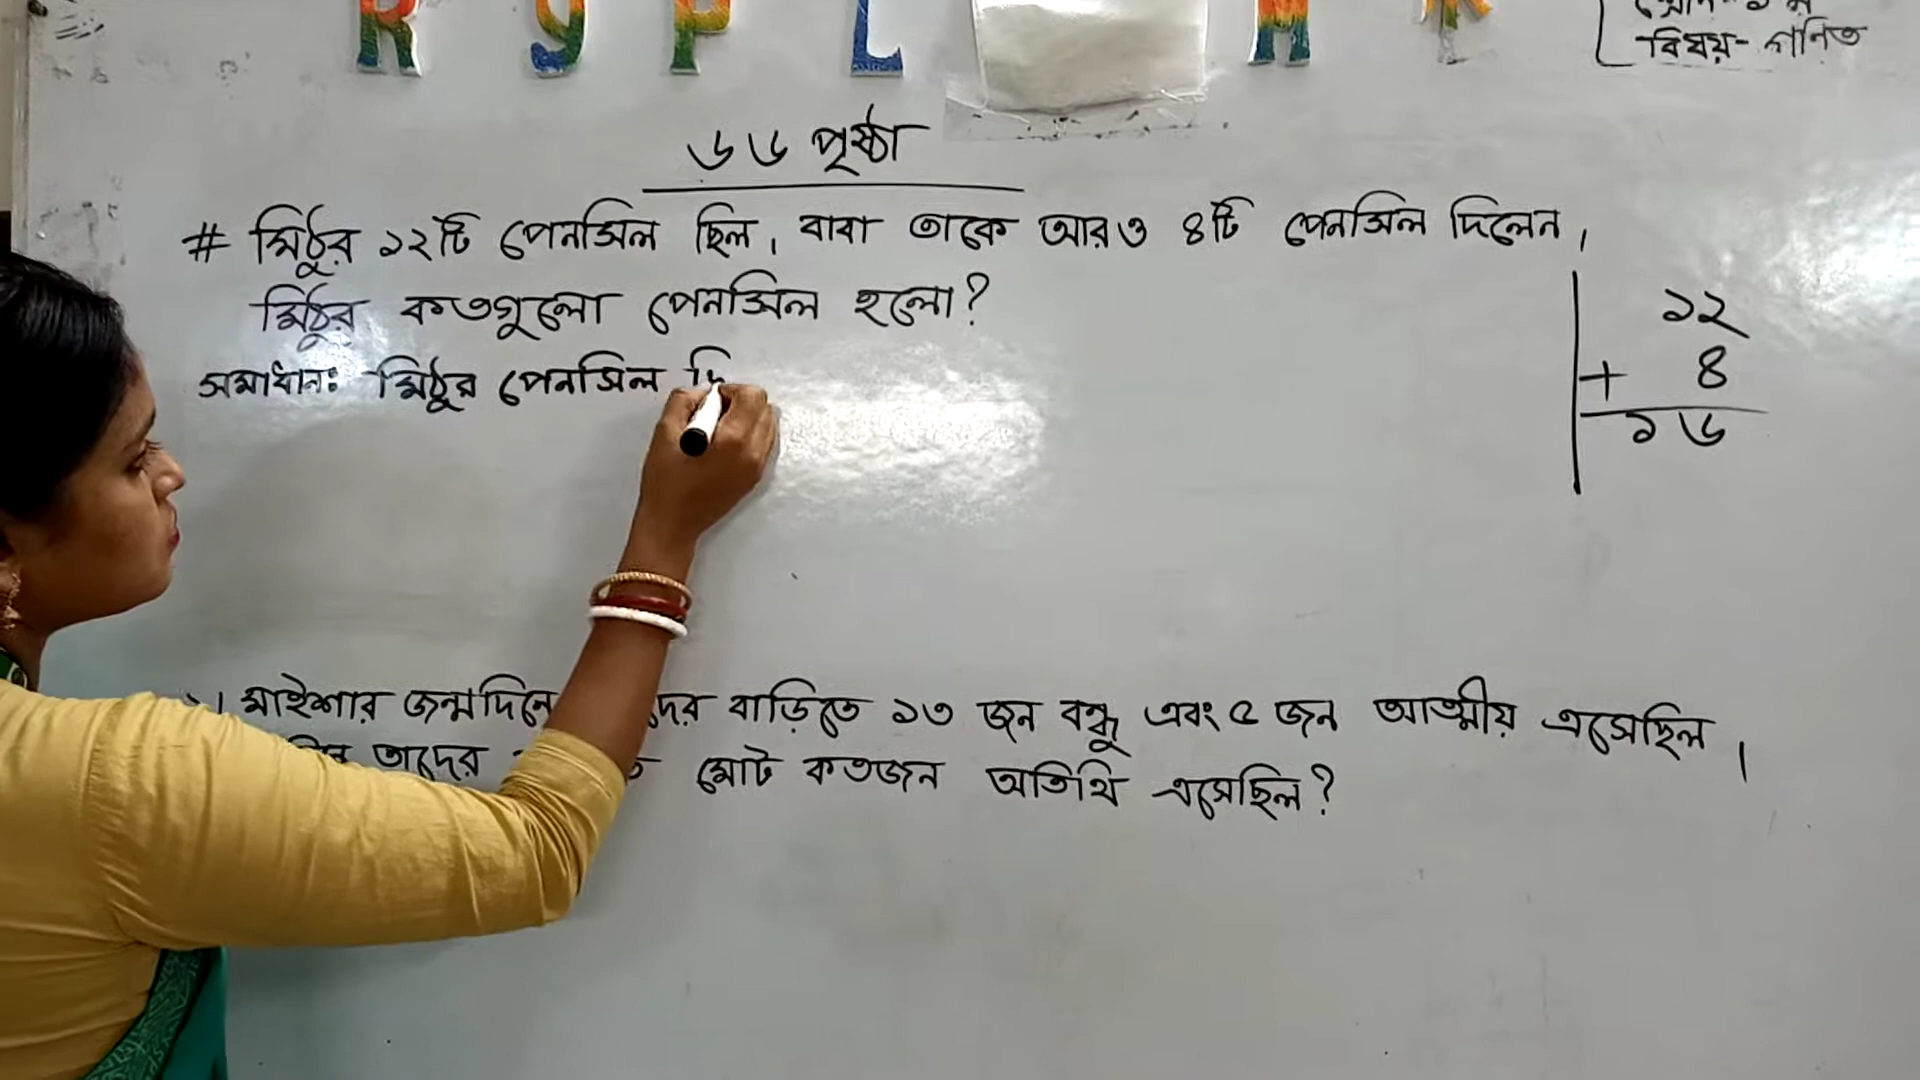 R g P L A K
বিষয়- গণিত
৬৬ পৃষ্ঠা
# মিঠুর ১২টি পেনসিল ছিল, বাবা তাকে আরও ৪টি পেনসিল দিলেন,
মিঠুর কতগুলো পেনসিল হলো?
সমাধান: মিঠুর পেনসিল
১২
+ ৪
১৬
মাইশার জন্মদিনে বাড়িতে ১৩ জন বন্ধু এবং ৫ জন আত্মীয় এসেছিল।
তাদের মোট কতজন অতিথি এসেছিল?